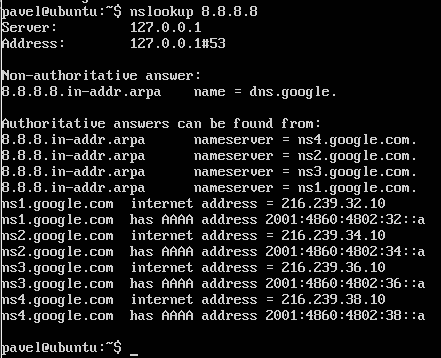 pavel@ubuntu:~$ nslookup 8.8.8.8
Server:         127.0.0.1
Address:        127.0.0.1#53

Non-authoritative answer:
8.8.8.8.in-addr.arpa    name = dns.google.

Authoritative answers can be found from:
8.8.8.in-addr.arpa      nameserver = ns4.google.com.
8.8.8.in-addr.arpa      nameserver = ns2.google.com.
8.8.8.in-addr.arpa      nameserver = ns3.google.com.
8.8.8.in-addr.arpa      nameserver = ns1.google.com.
ns1.google.com  internet address = 216.239.32.10
ns1.google.com  has AAAA address 2001:4860:4802:32::a
ns2.google.com  internet address = 216.239.34.10
ns2.google.com  has AAAA address 2001:4860:4802:34::a
ns3.google.com  internet address = 216.239.36.10
ns3.google.com  has AAAA address 2001:4860:4802:36::a
ns4.google.com  internet address = 216.239.38.10
ns4.google.com  has AAAA address 2001:4860:4802:38::a

pavel@ubuntu:~$ _